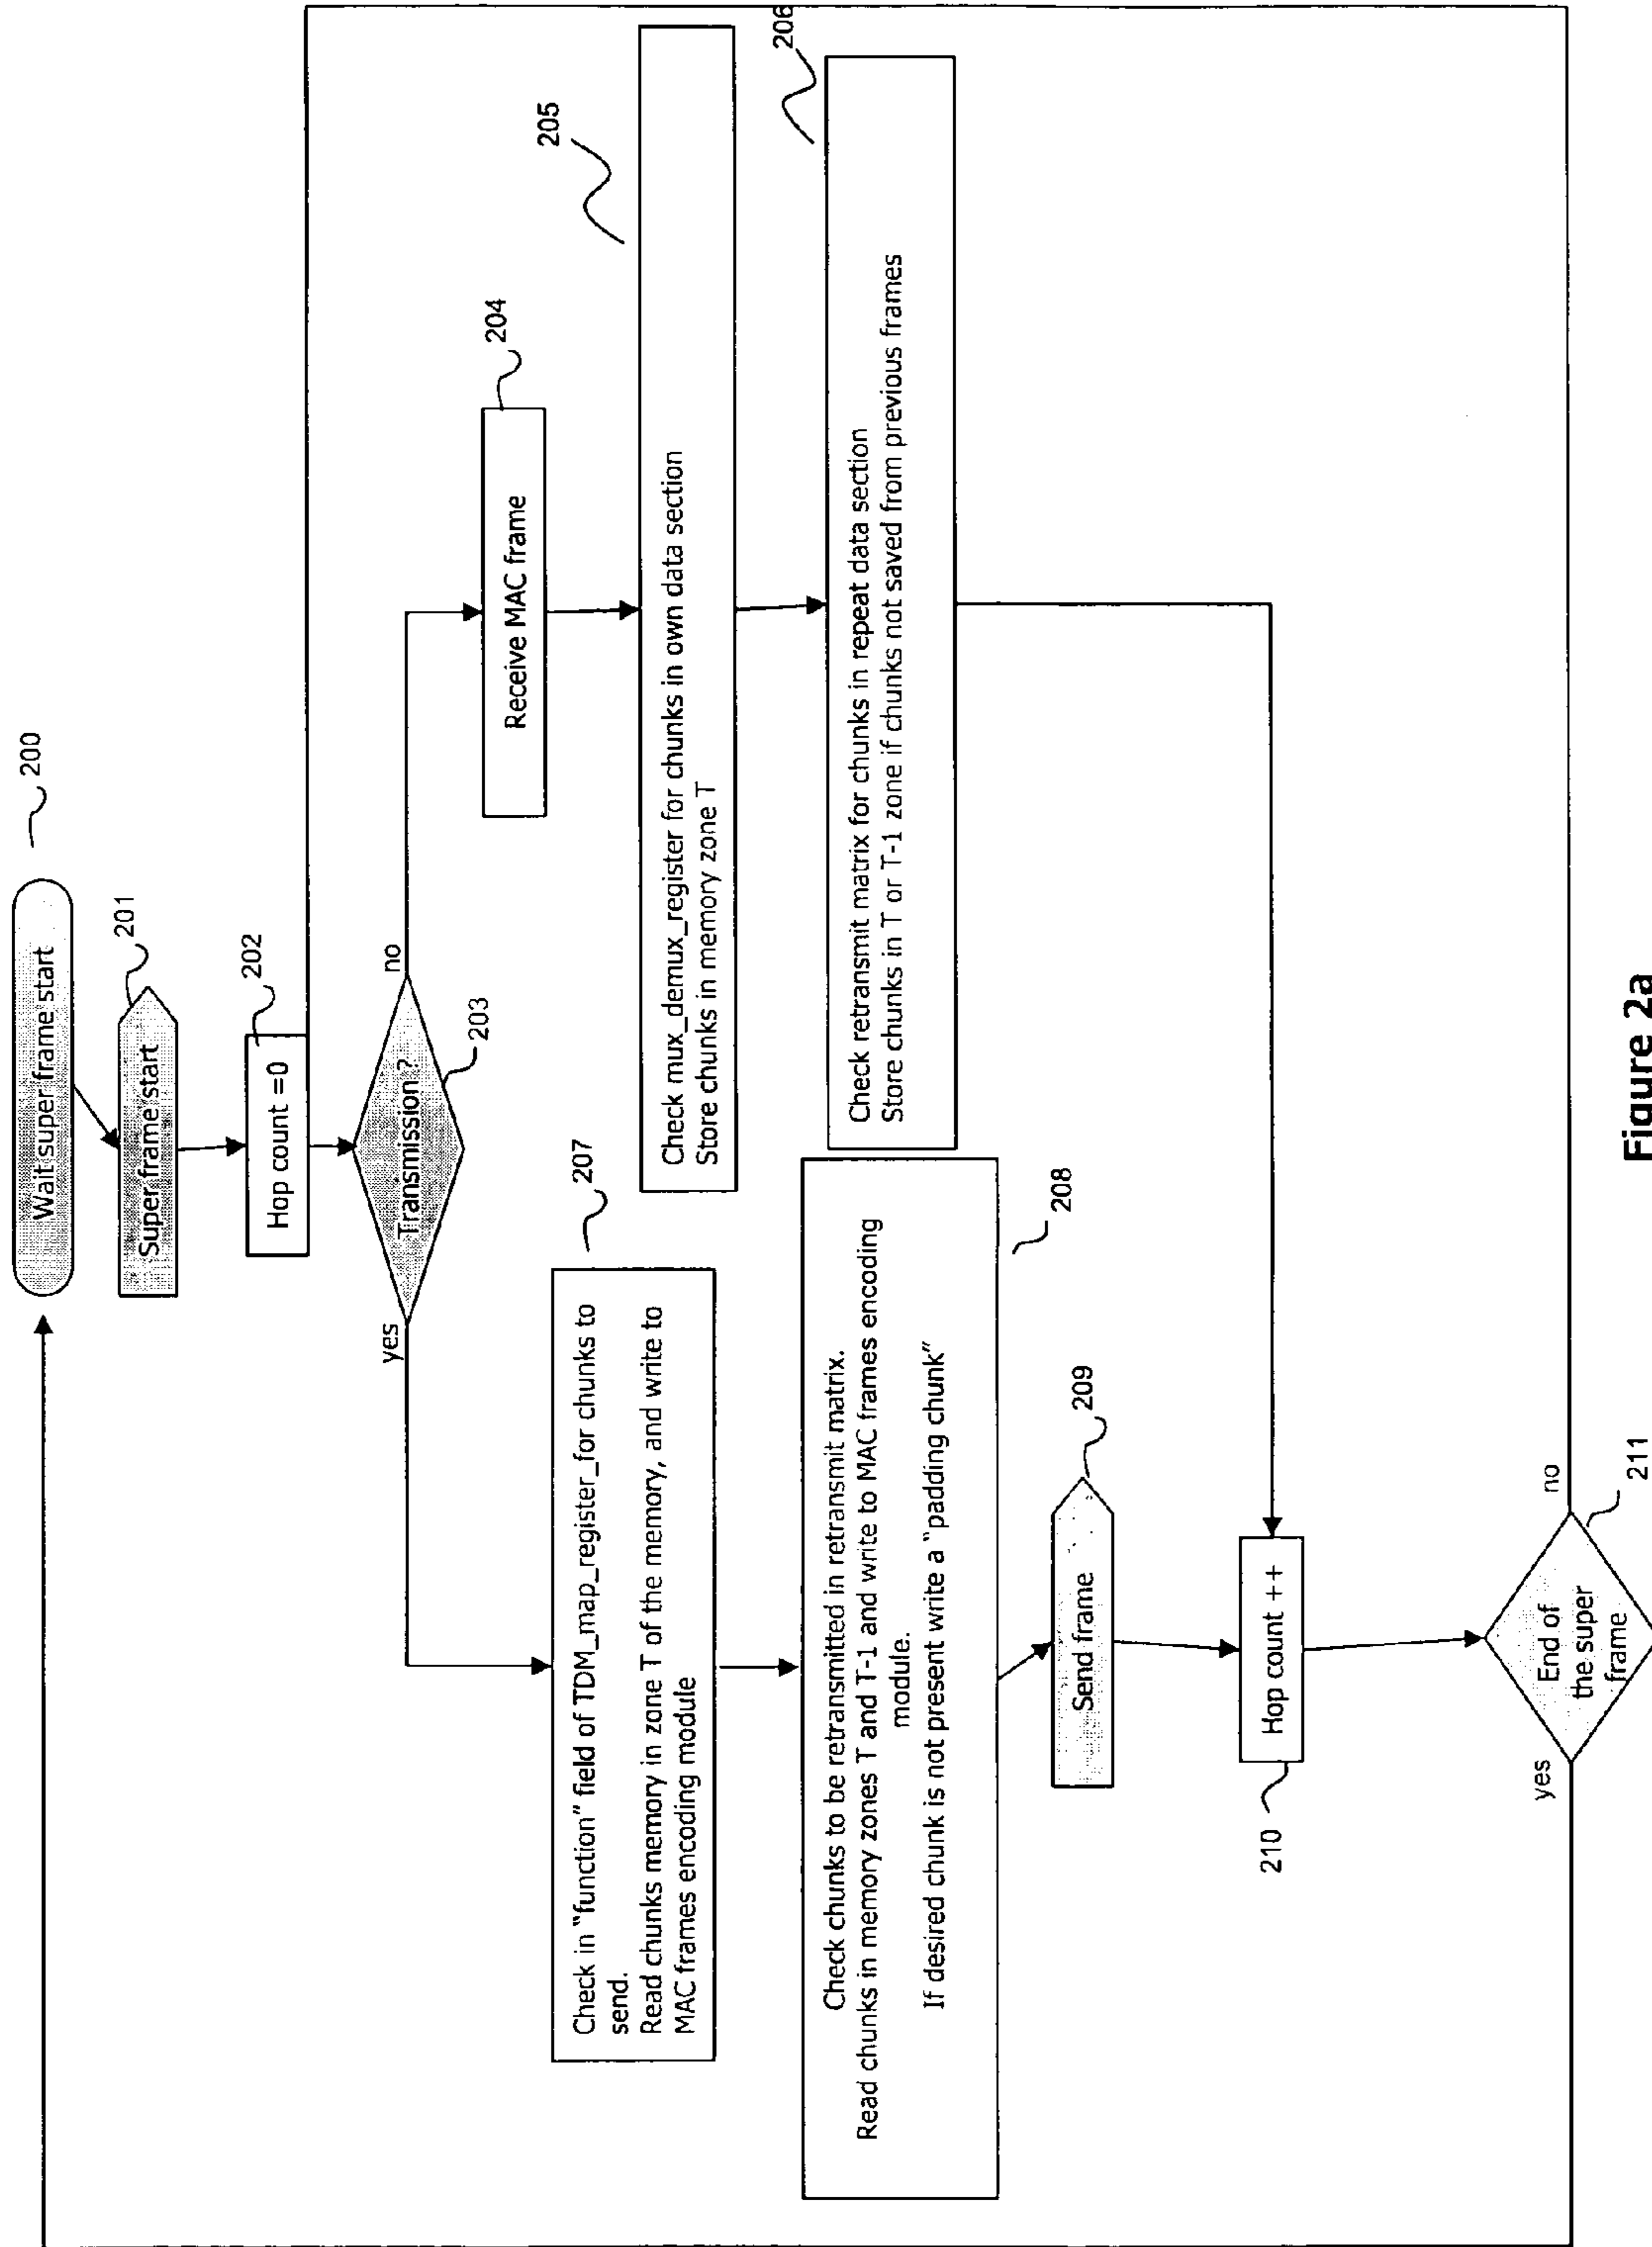 Wait super frame start
200
Super frame start
201
Hop count =0
202
Transmission ?
203
yes
no
Receive MAC frame
204
Check mux_demux_register for chunks in own data section
Store chunks in memory zone T
205
Check retransmit matrix for chunks in repeat data section
Store chunks in T or T-1 zone if chunks not saved from previous frames
206
Check in "function" field of TDM_map_register_for chunks to
send.
Read chunks memory in zone T of the memory, and write to
MAC frames encoding module
207
Check chunks to be retransmitted in retransmit matrix.
Read chunks in memory zones T and T-1 and write to MAC frames encoding
module.
If desired chunk is not present write a "padding chunk"
208
Send frame
209
Hop count ++
210
End of
the super
frame
211
yes
no
Figure 2a